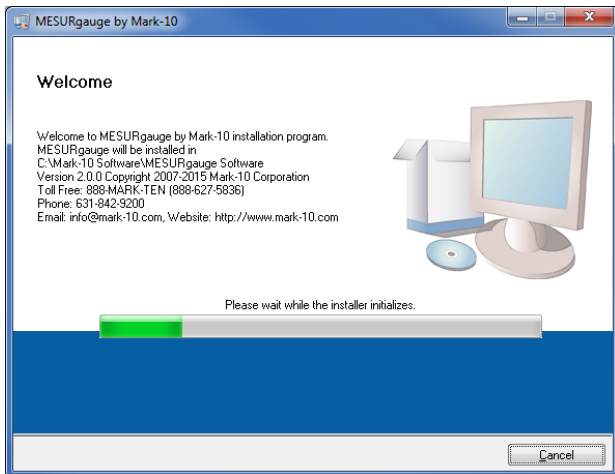 MESURgauge by Mark-10
Welcome
Welcome to MESURgauge by Mark-10 installation program.
MESURgauge will be installed in
C:\Mark-10 Software\MESURgauge Software
Version 2.0.0 Copyright 2007-2015 Mark-10 Corporation
Toll Free: 888-MARK-TEN (888-627-5836)
Phone: 631-842-9200
Email: info@mark-10.com, Website: http://www.mark-10.com
Please wait while the installer initializes.
Cancel